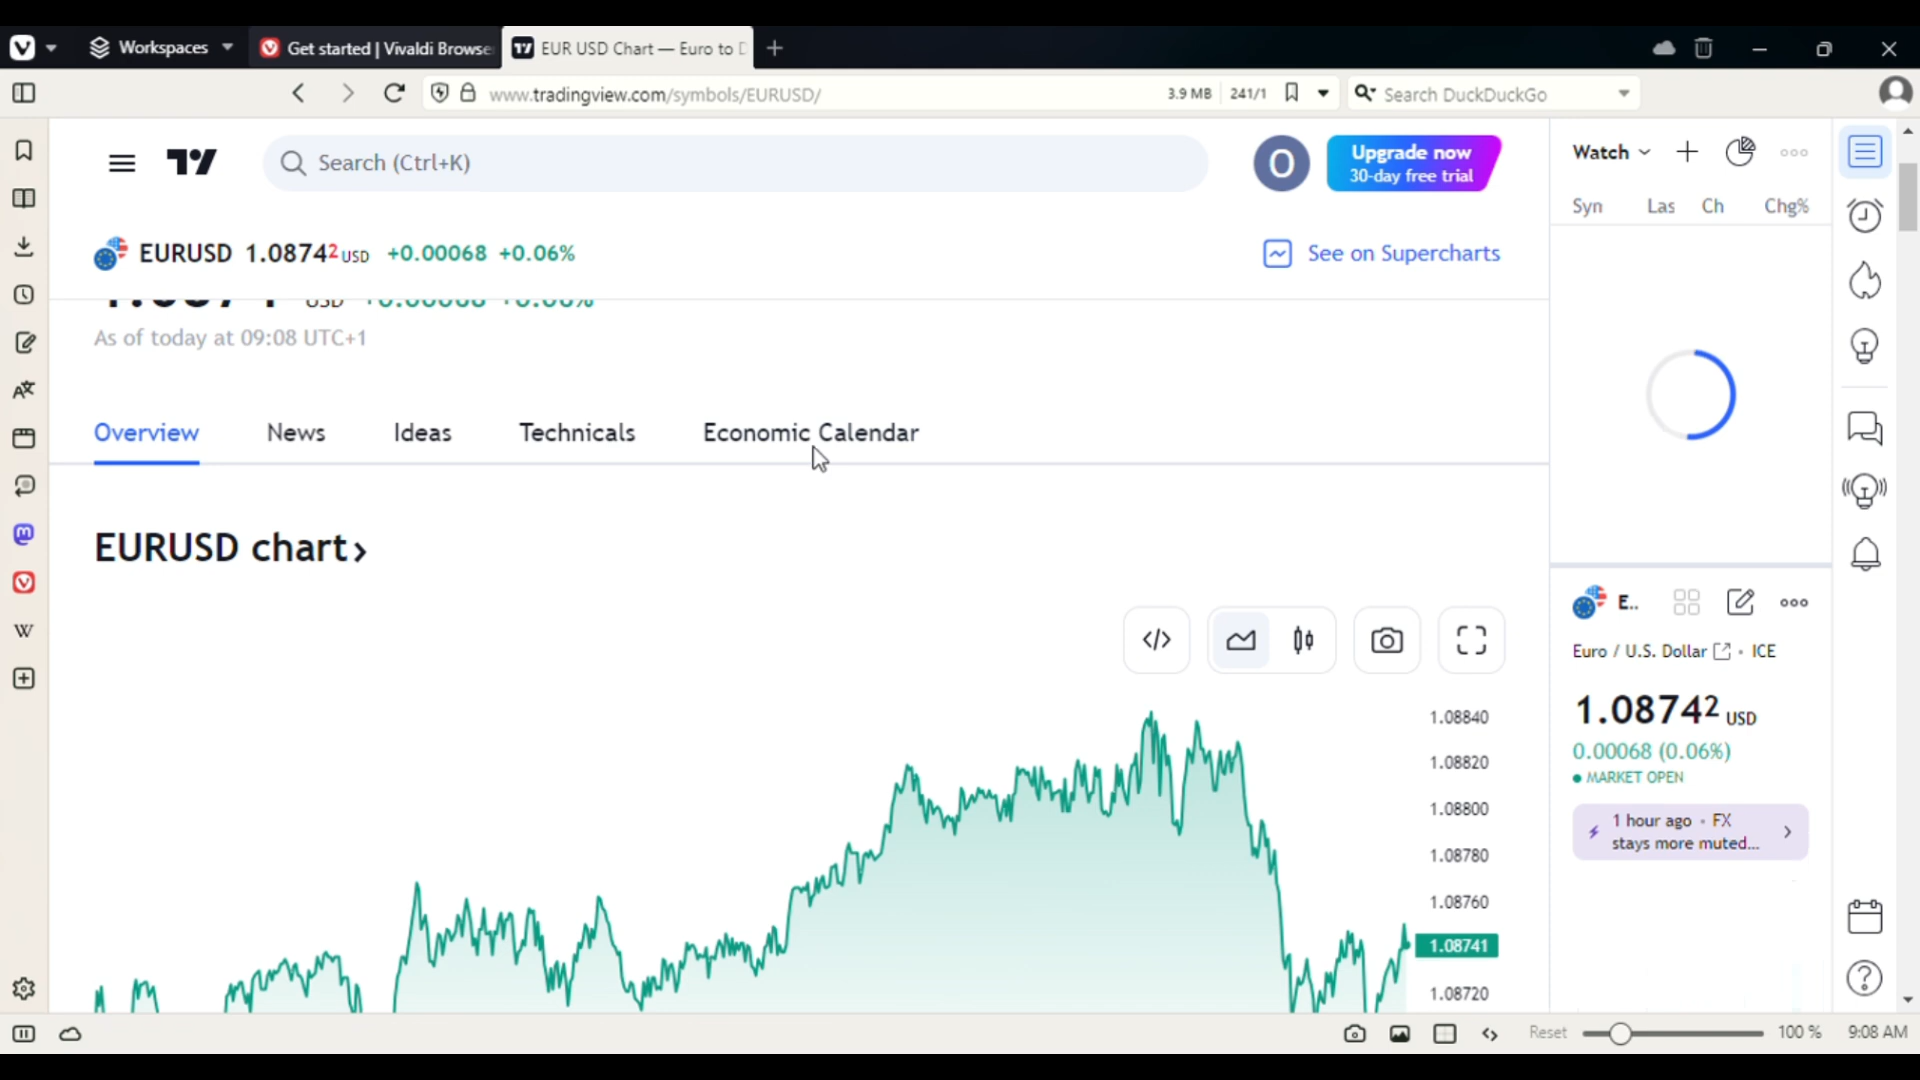 Workspaces
Get started | Vivaldi Browse
EUR USD Chart — Euro to D
www.tradingview.com/symbols/EURUSD/
3.9 MB
241/1
Search DuckDuckGo
Search (Ctrl+K)
O
Upgrade now
30-day free trial
Watch
Syn Las Ch Chg%
EURUSD 1.08742 USD +0.00068 +0.06%
See on Supercharts
As of today at 09:08 UTC+1
Overview News Ideas Technicals Economic Calendar
EURUSD chart
1.08840
1.08820
1.08800
1.08780
1.08760
1.08741
1.08720
E..
Euro / U.S. Dollar · ICE
1.08742 USD
0.00068 (0.06%)
MARKET OPEN
1 hour ago · FX
stays more muted...
Reset
100 %
9:08 AM